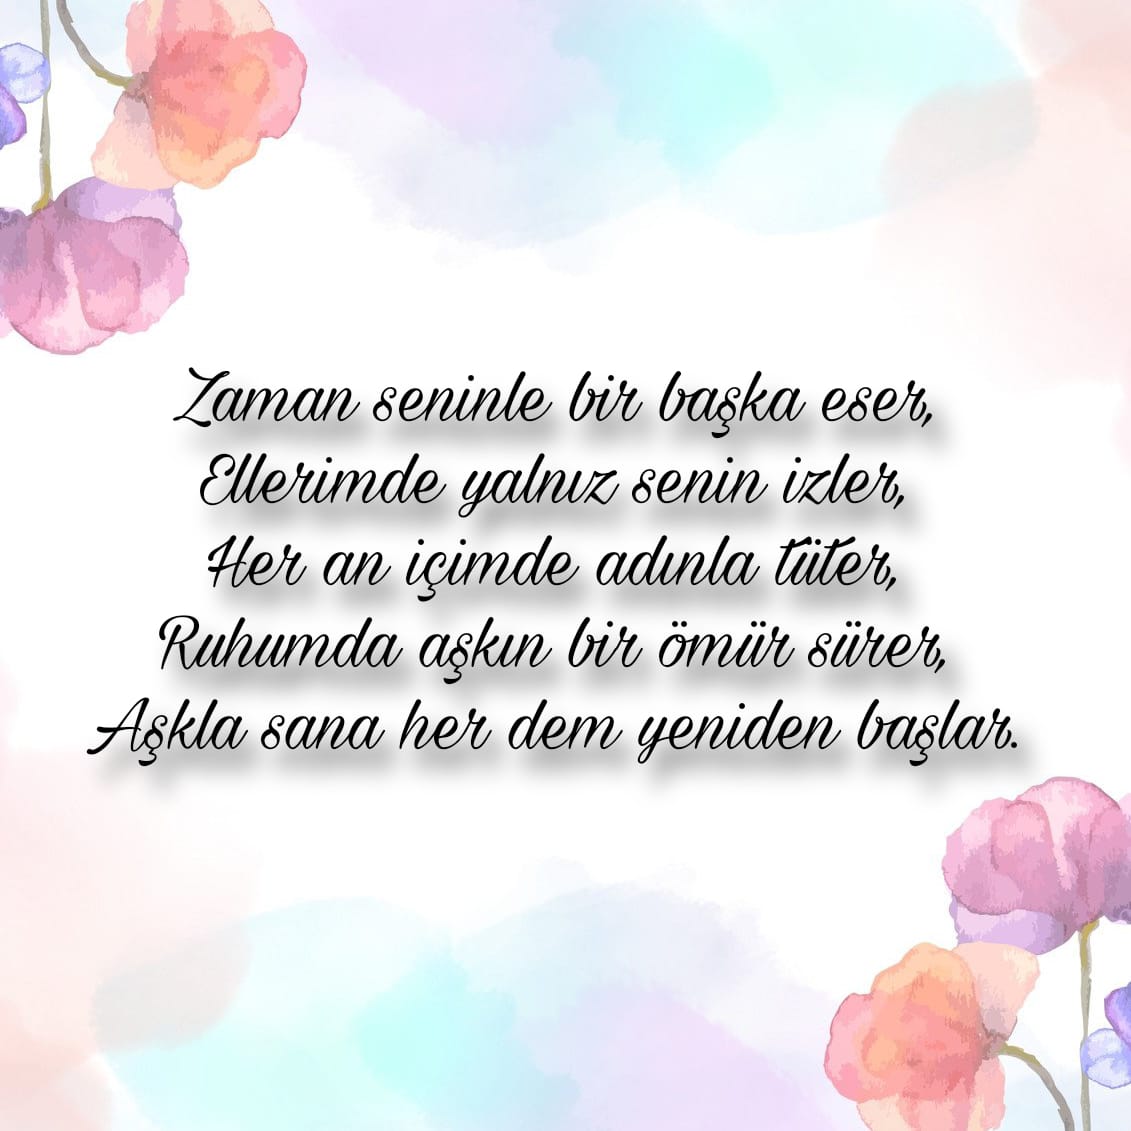 Zaman seninle bir başka eser,
Ellerimde yalnız senin izler,
Her an içimde adınla tüter,
Ruhumda aşkın bir ömür sürer,
Aşkla sana her dem yeniden başlar.